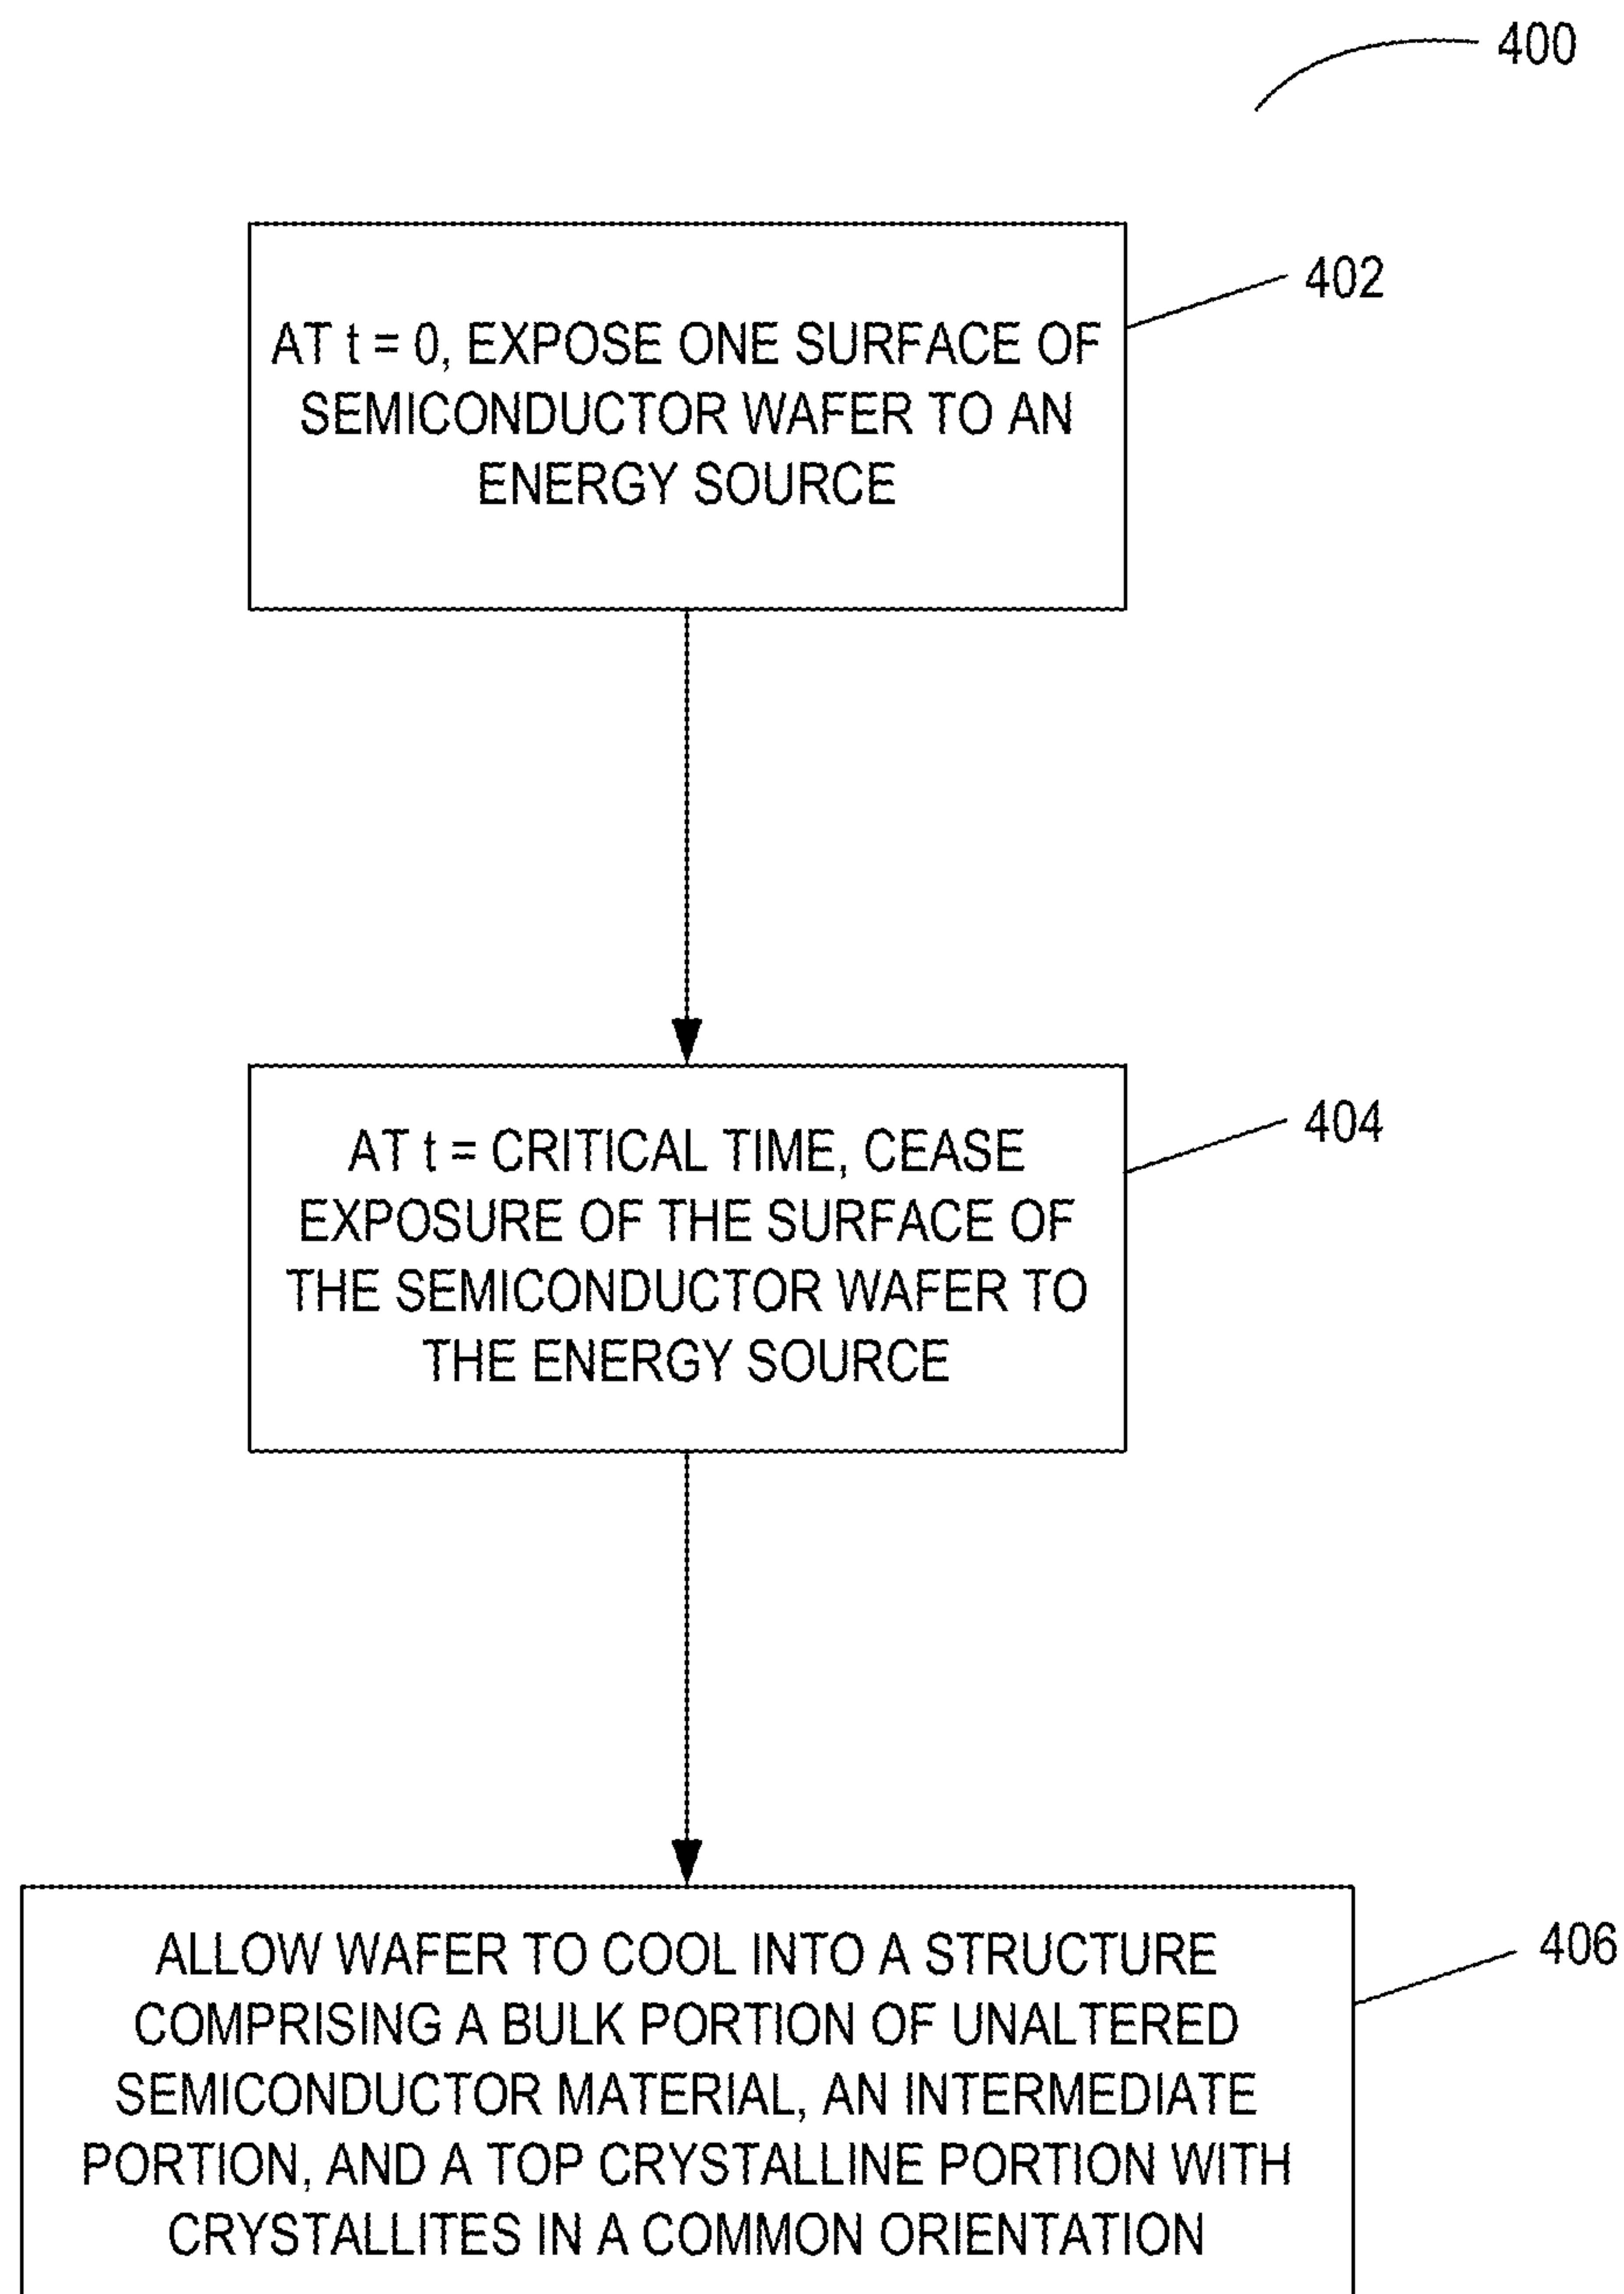 400
AT t = 0, EXPOSE ONE SURFACE OF
SEMICONDUCTOR WAFER TO AN
ENERGY SOURCE
402
AT t = CRITICAL TIME, CEASE
EXPOSURE OF THE SURFACE OF
THE SEMICONDUCTOR WAFER TO
THE ENERGY SOURCE
404
ALLOW WAFER TO COOL INTO A STRUCTURE
COMPRISING A BULK PORTION OF UNALTERED
SEMICONDUCTOR MATERIAL, AN INTERMEDIATE
PORTION, AND A TOP CRYSTALLINE PORTION WITH
CRYSTALLITES IN A COMMON ORIENTATION
406